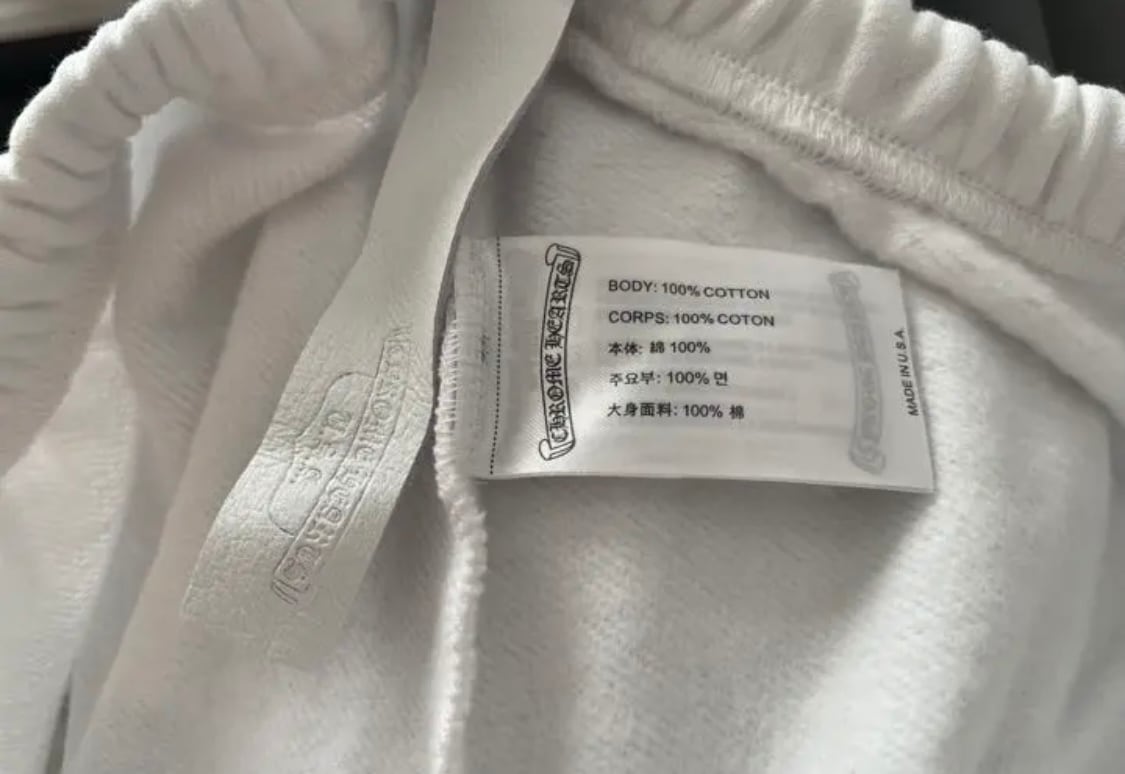 CHROME HEARTS
BODY: 100% COTTON
CORPS: 100% COTON
本体: 綿 100%
주요부: 100% 면
大身面料: 100% 棉
MADE IN U.S.A.